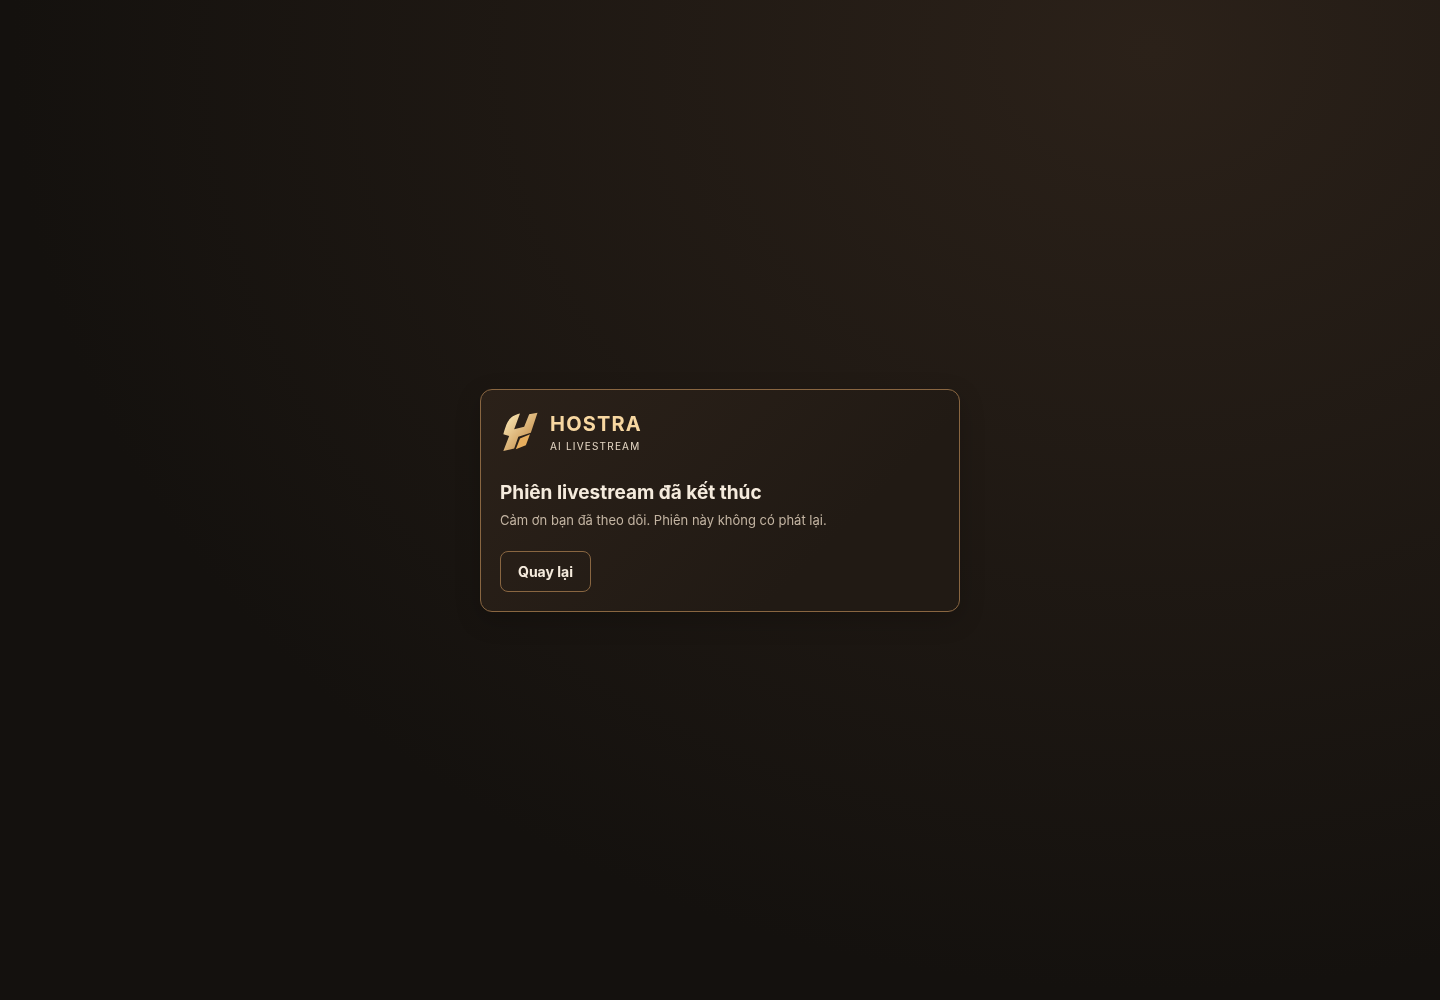 HOSTRA
AI LIVESTREAM
Phiên livestream đã kết thúc
Cảm ơn bạn đã theo dõi. Phiên này không có phát lại.
Quay lại